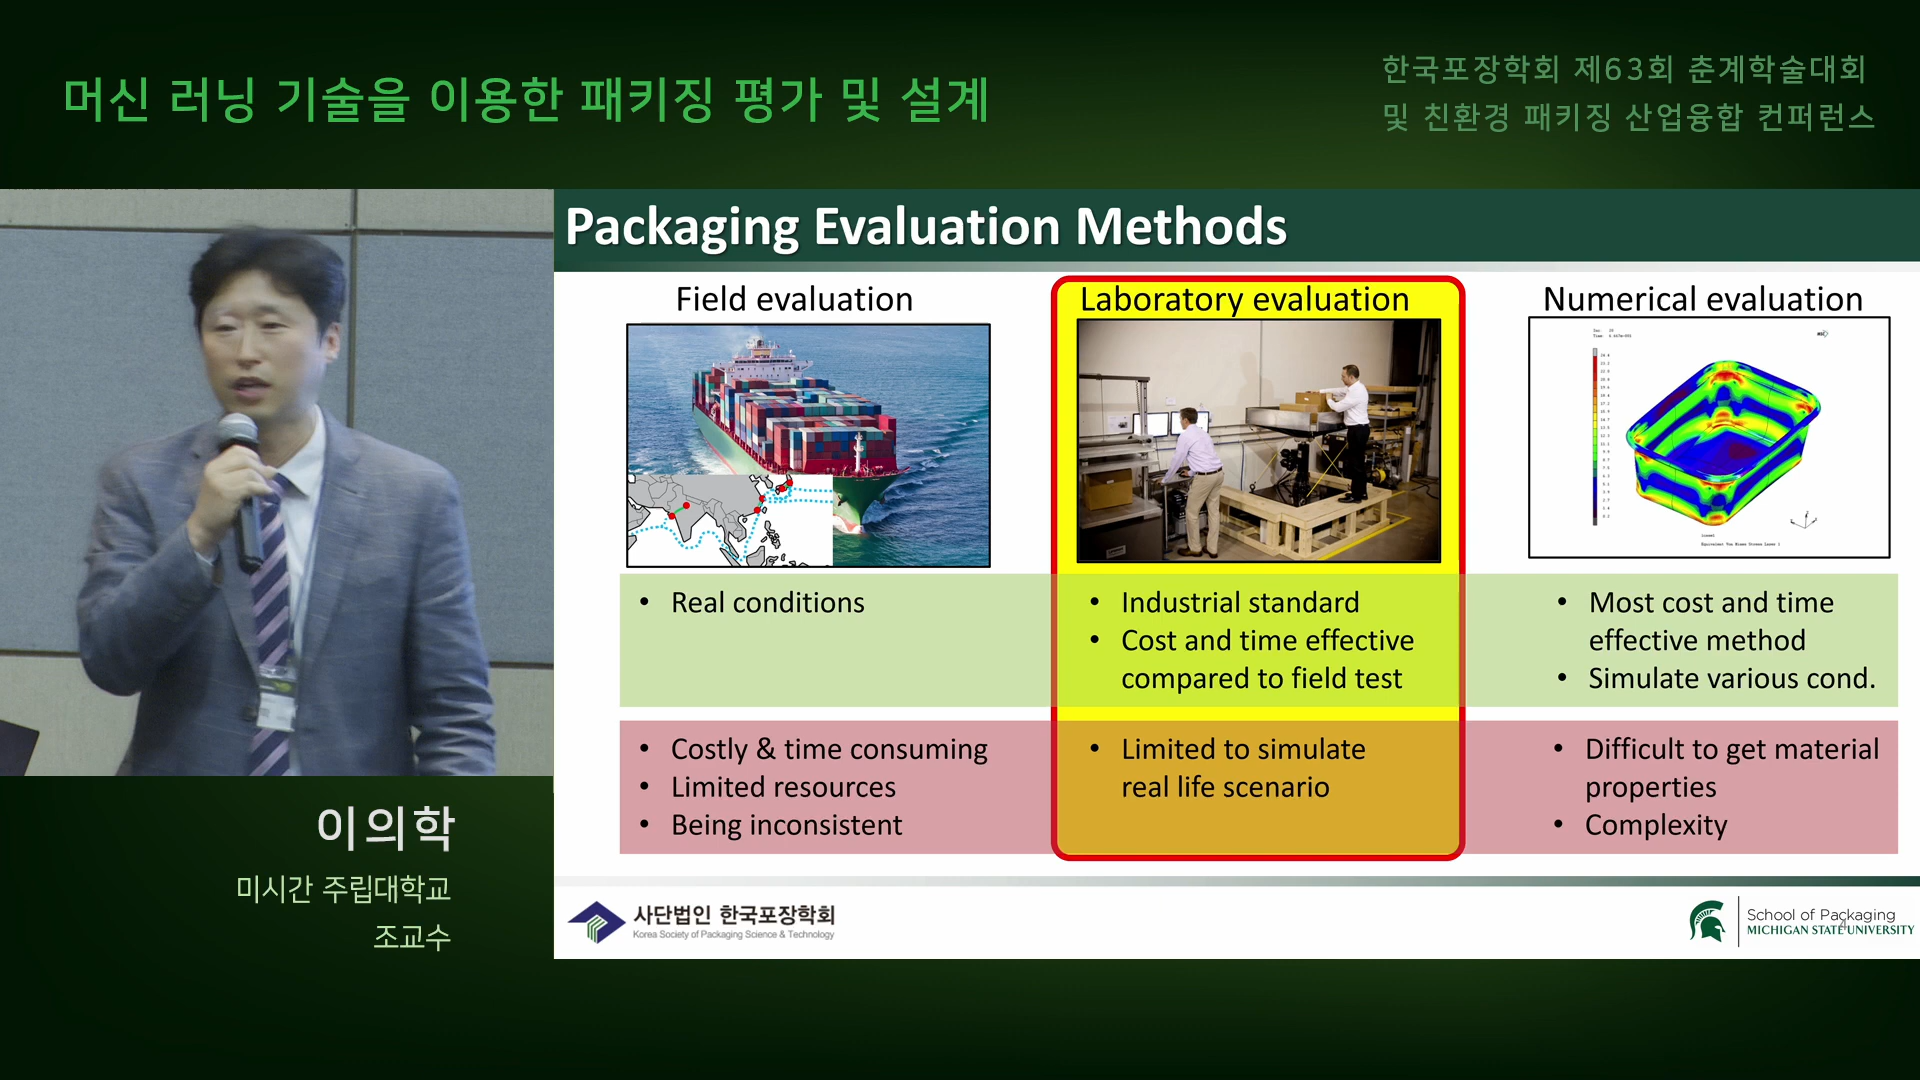 머신 러닝 기술을 이용한 패키징 평가 및 설계
한국포장학회 제63회 춘계학술대회
및 친환경 패키징 산업융합 컨퍼런스
Packaging Evaluation Methods
Field evaluation
Laboratory evaluation
Numerical evaluation
• Real conditions
• Industrial standard
• Cost and time effective
compared to field test
• Most cost and time
effective method
• Simulate various cond.
• Costly & time consuming
• Limited resources
• Being inconsistent
• Limited to simulate
real life scenario
• Difficult to get material
properties
• Complexity
이의학
미시간 주립대학교
조교수
사단법인 한국포장학회
Korea Society of Packaging Science & Technology
School of Packaging
MICHIGAN STATE UNIVERSITY
4